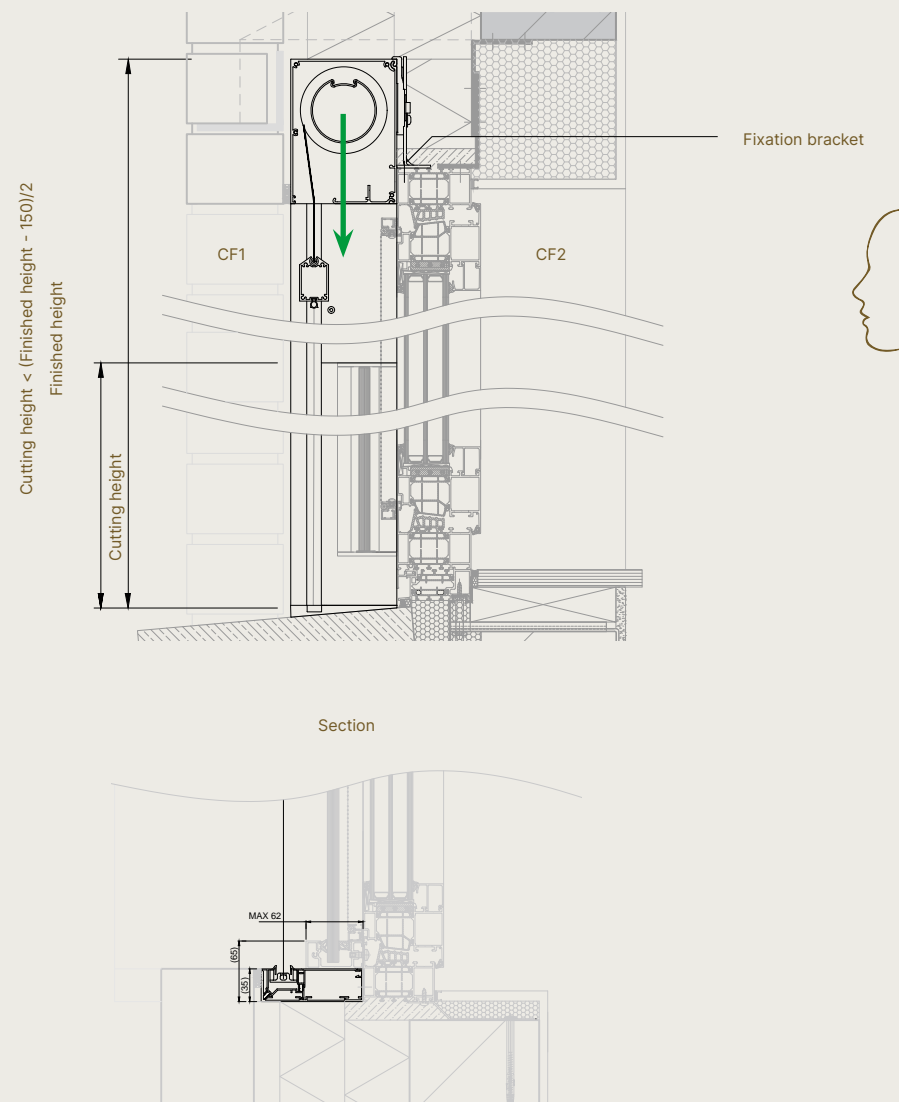 Fixation bracket
CF1
CF2
Cutting height < (Finished height - 150)/2
Finished height
Cutting height
Section
MAX 62
(65)
(35)